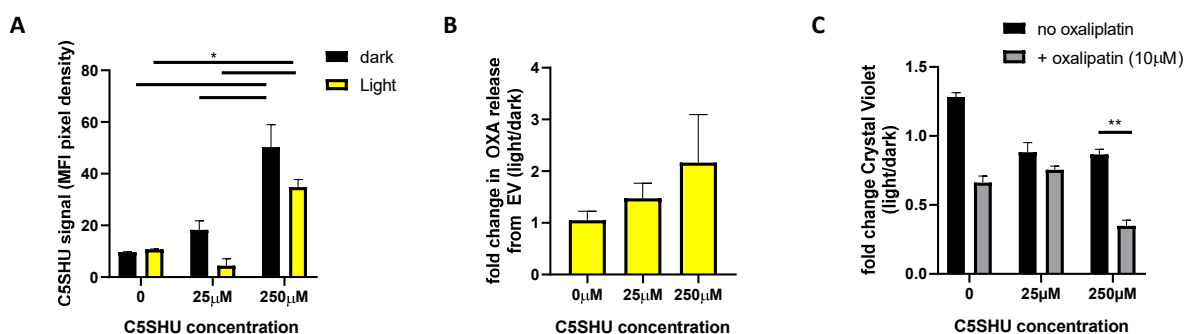 A
C5SHU signal (MFI pixel density)
80
60
40
20
0
*
dark
Light
0
25μM
250μM
C5SHU concentration
B
fold change in OXA release
from EV (light/dark)
4
3
2
1
0
0μM
25μM
250μM
C5SHU concentration
C
no oxaliplatin
+ oxalipatin (10μM)
fold change Crystal Violet
(light/dark)
1.5
1.0
0.5
0.0
**
0
25μM
250μM
C5SHU concentration